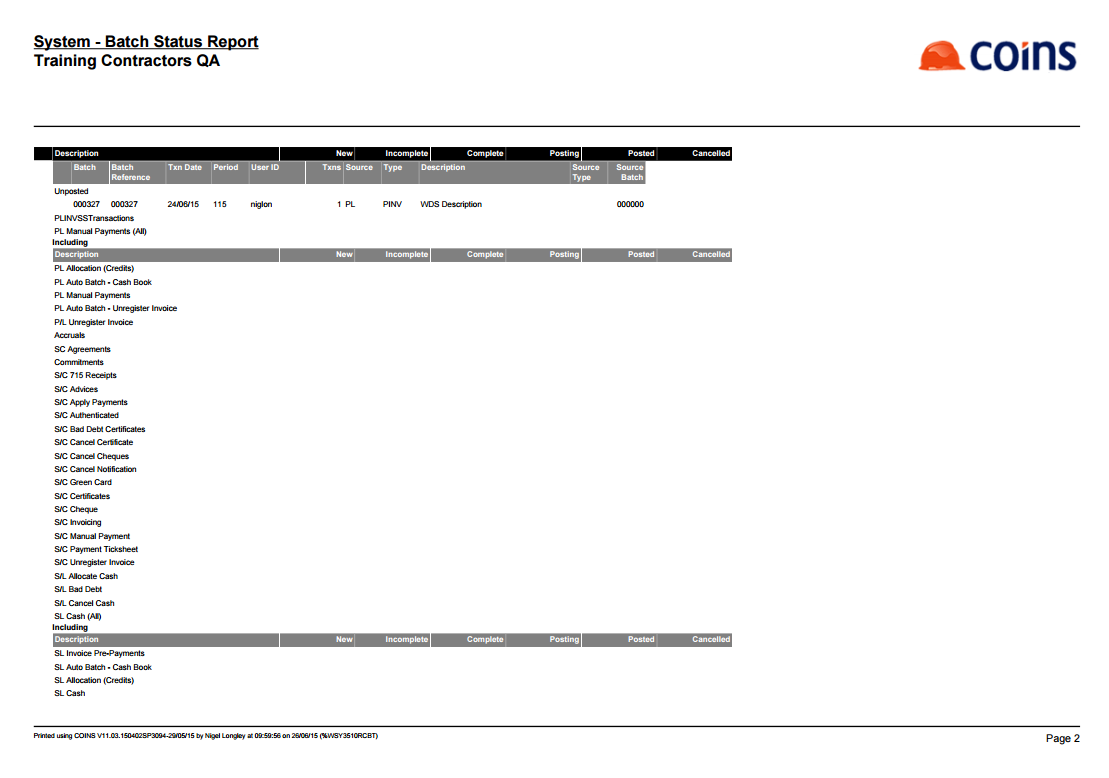 System - Batch Status Report
Training Contractors QA
coins
Description New Incomplete Complete Posting Posted Cancelled
Batch Batch Reference Txn Date Period User ID Txns Source Type Description Source Type Source Batch
Unposted
000327 000327 24/06/15 115 niglon 1 PL PINV WDS Description 000000
PLINVSSTransactions
PL Manual Payments (All)
Including
Description New Incomplete Complete Posting Posted Cancelled
PL Allocation (Credits)
PL Auto Batch - Cash Book
PL Manual Payments
PL Auto Batch - Unregister Invoice
P/L Unregister Invoice
Accruals
SC Agreements
Commitments
S/C 715 Receipts
S/C Advices
S/C Apply Payments
S/C Authenticated
S/C Bad Debt Certificates
S/C Cancel Certificate
S/C Cancel Cheques
S/C Cancel Notification
S/C Green Card
S/C Certificates
S/C Cheque
S/C Invoicing
S/C Manual Payment
S/C Payment Ticksheet
S/C Unregister Invoice
S/L Allocate Cash
S/L Bad Debt
S/L Cancel Cash
SL Cash (All)
Including
Description New Incomplete Complete Posting Posted Cancelled
SL Invoice Pre-Payments
SL Auto Batch - Cash Book
SL Allocation (Credits)
SL Cash
Printed using COINS V11.03.150402SP3094-29/05/15 by Nigel Longley at 09:59:56 on 26/06/15 (%WSY3510RCBT)
Page 2